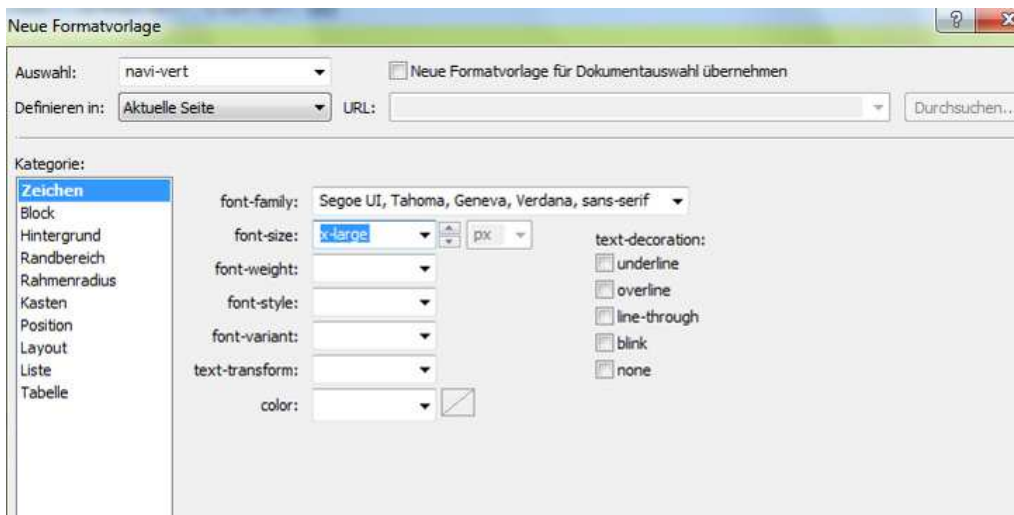 Neue Formatvorlage
Auswahl: navi-vert Neue Formatvorlage für Dokumentauswahl übernehmen
Definieren in: Aktuelle Seite URL: Durchsuchen..
Kategorie:
Zeichen
Block
Hintergrund
Randbereich
Rahmenradius
Kasten
Position
Layout
Liste
Tabelle
font-family: Segoe UI, Tahoma, Geneva, Verdana, sans-serif
font-size: x-large px
font-weight:
font-style:
font-variant:
text-transform:
color:
text-decoration:
underline
overline
line-through
blink
none